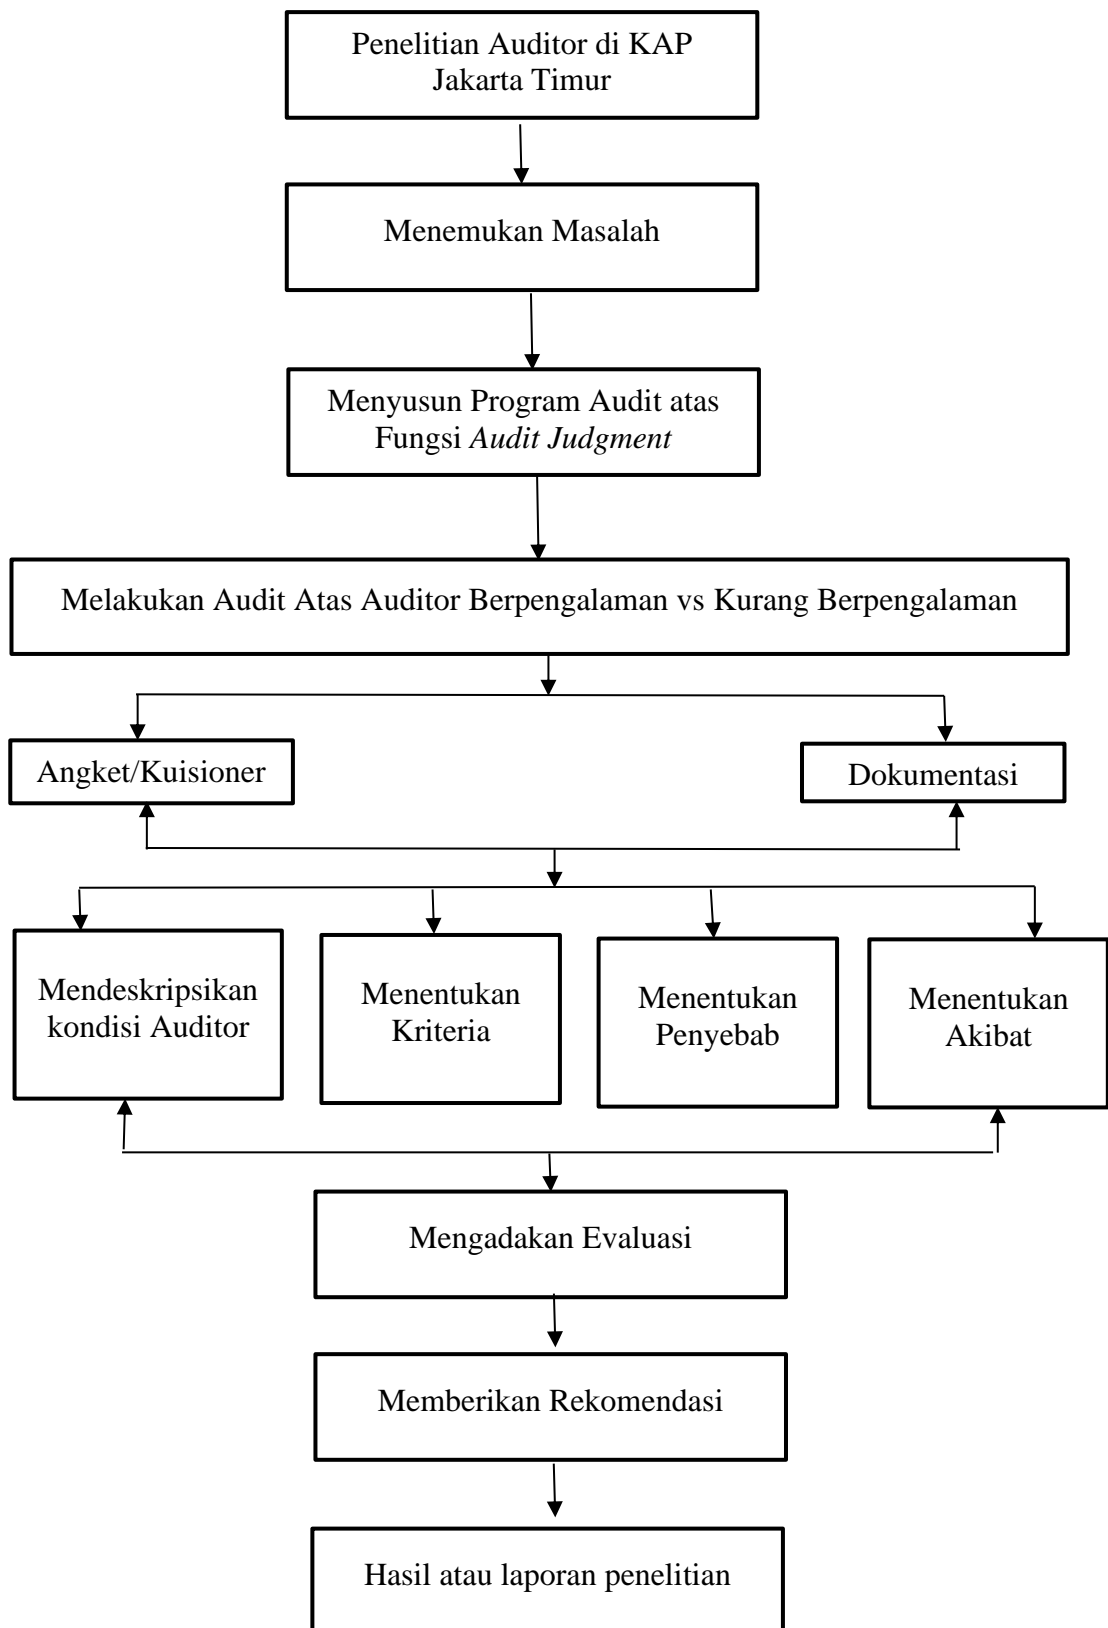 Penelitian Auditor di KAP
Jakarta Timur
Menemukan Masalah
Menyusun Program Audit atas
Fungsi Audit Judgment
Melakukan Audit Atas Auditor Berpengalaman vs Kurang Berpengalaman
Angket/Kuisioner
Dokumentasi
Mendeskripsikan
kondisi Auditor
Menentukan
Kriteria
Menentukan
Penyebab
Menentukan
Akibat
Mengadakan Evaluasi
Memberikan Rekomendasi
Hasil atau laporan penelitian